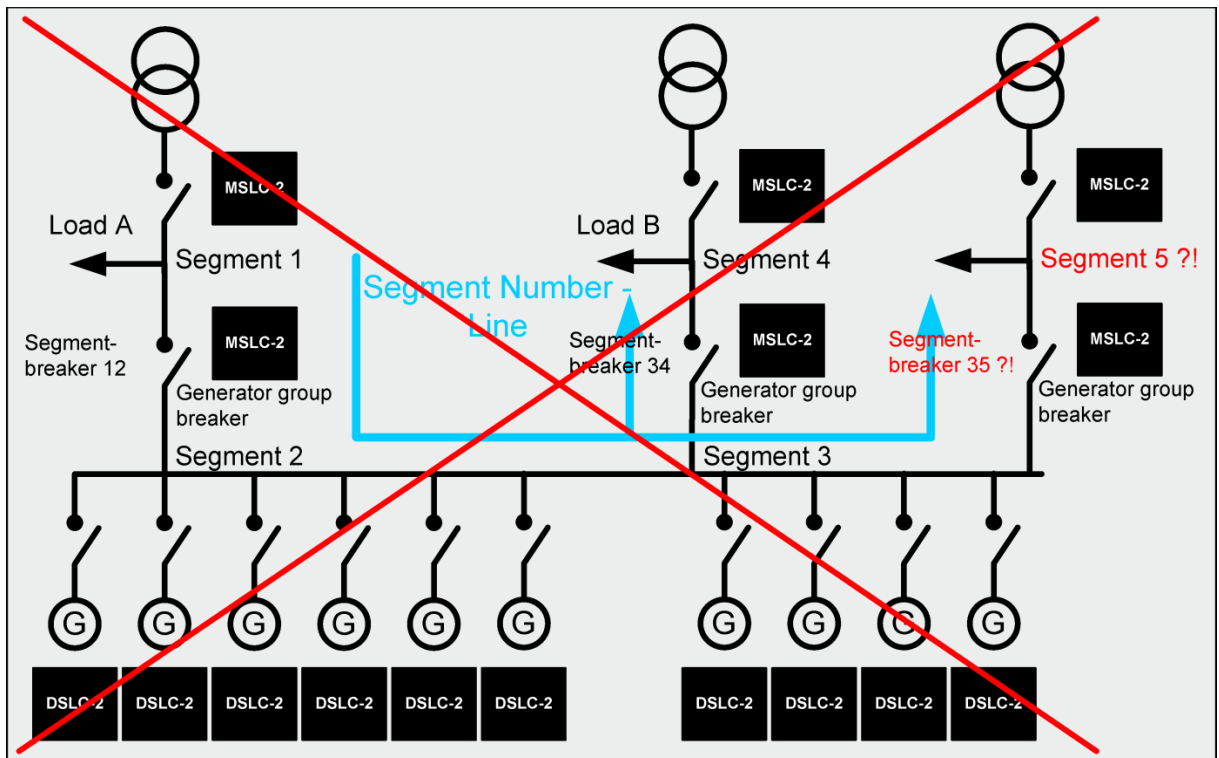 MSLC-2
MSLC-2
MSLC-2
Load A
Load B
Segment 1
Segment 4
Segment 5 ?!
Segment Number -
Line
Segment-
breaker 12
MSLC-2
Generator group
breaker
Segment-
breaker 34
MSLC-2
Generator group
breaker
Segment-
breaker 35 ?!
MSLC-2
Generator group
breaker
Segment 2
Segment 3
G G G G G G G G G G
DSLC-2 DSLC-2 DSLC-2 DSLC-2 DSLC-2 DSLC-2 DSLC-2 DSLC-2 DSLC-2 DSLC-2